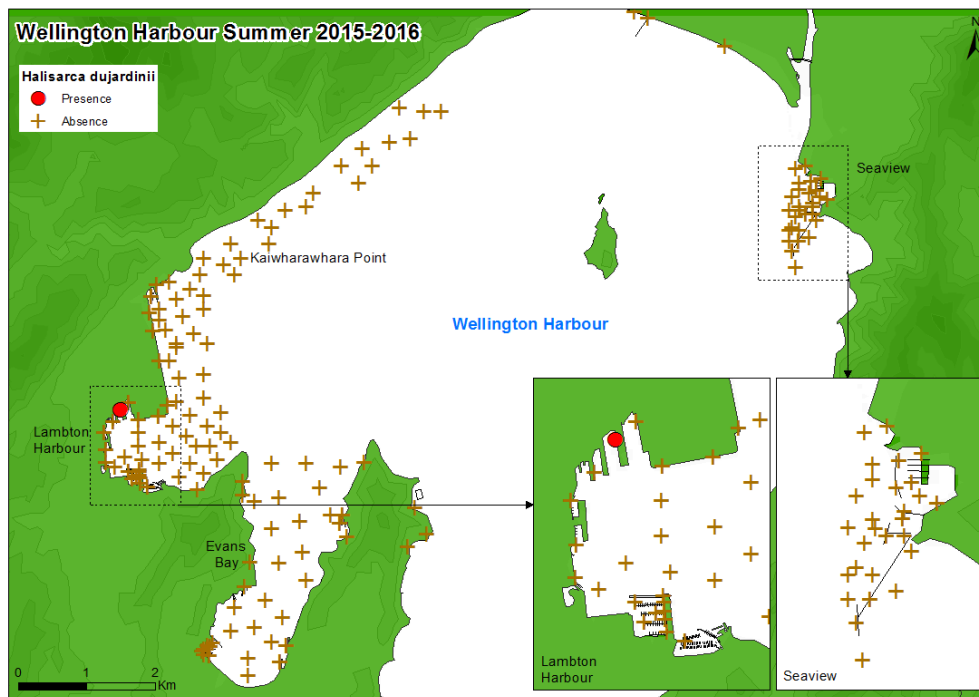 Wellington Harbour Summer 2015-2016
N
Halisarca dujardinii
Presence
Absence
Seaview
Kaiwharawhara Point
Wellington Harbour
Lambton
Harbour
Evans
Bay
0 1 2
Km
Lambton
Harbour
Seaview